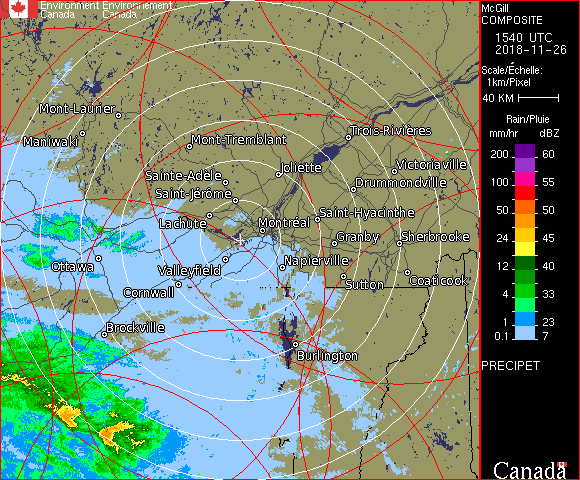 Environment Environnement
Canada Canada
Mont-Laurier
Trois-Rivières
Maniwaki
Mont-Tremblant
Joliette
Victoriaville
Sainte-Adèle
Drummondville
Saint-Jérôme
Lachute
Montréal
Saint-Hyacinthe
Granby
Sherbrooke
Ottawa
Valleyfield
Napierville
Cornwall
Sutton
Coaticook
Brockville
Burlington
McGill
COMPOSITE
1540 UTC
2018-11-26
Scale/Échelle:
1km/Pixel
40 KM
Rain/Pluie
mm/hr dBZ
200 60
150 57
100 55
50 50
24 45
12 40
4 33
1 23
0.1 7
PRECIPET
Canada